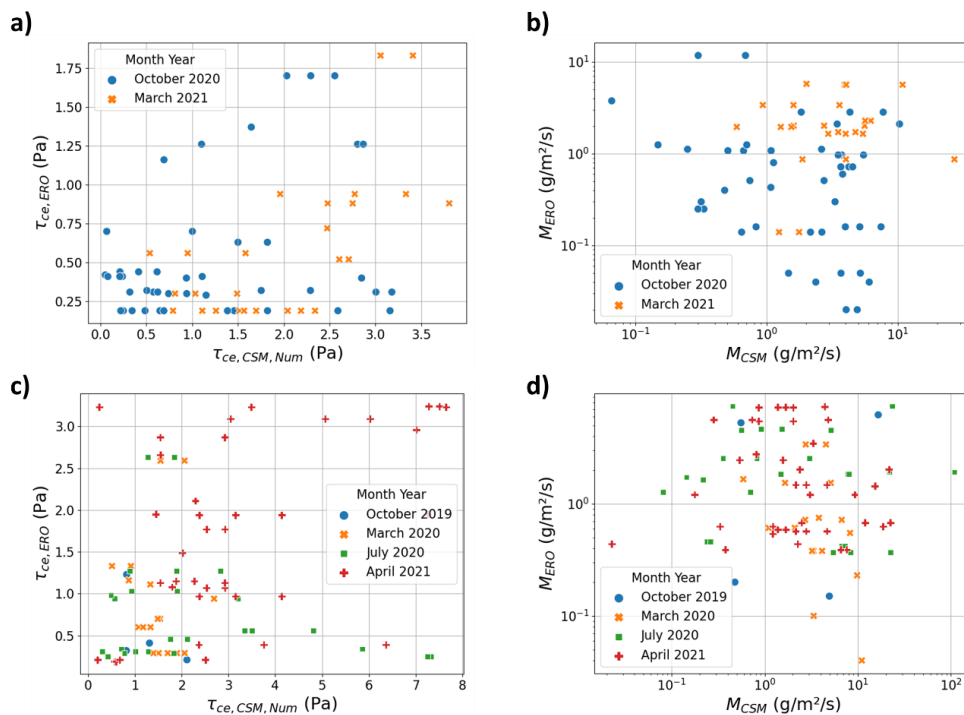 a)
Month Year
October 2020
March 2021
1.75
1.50
1.25
1.00
0.75
0.50
0.25
τce,ERO (Pa)
0.0 0.5 1.0 1.5 2.0 2.5 3.0 3.5
τce,CSM,Num (Pa)
b)
10¹
10⁰
10⁻¹
MERO (g/m²/s)
Month Year
October 2020
March 2021
10⁻¹ 10⁰ 10¹
MCSM (g/m²/s)
c)
3.0
2.5
2.0
1.5
1.0
0.5
τce,ERO (Pa)
Month Year
October 2019
March 2020
July 2020
April 2021
0 1 2 3 4 5 6 7 8
τce,CSM,Num (Pa)
d)
10⁰
10⁻¹
MERO (g/m²/s)
Month Year
October 2019
March 2020
July 2020
April 2021
10⁻¹ 10⁰ 10¹ 10²
MCSM (g/m²/s)